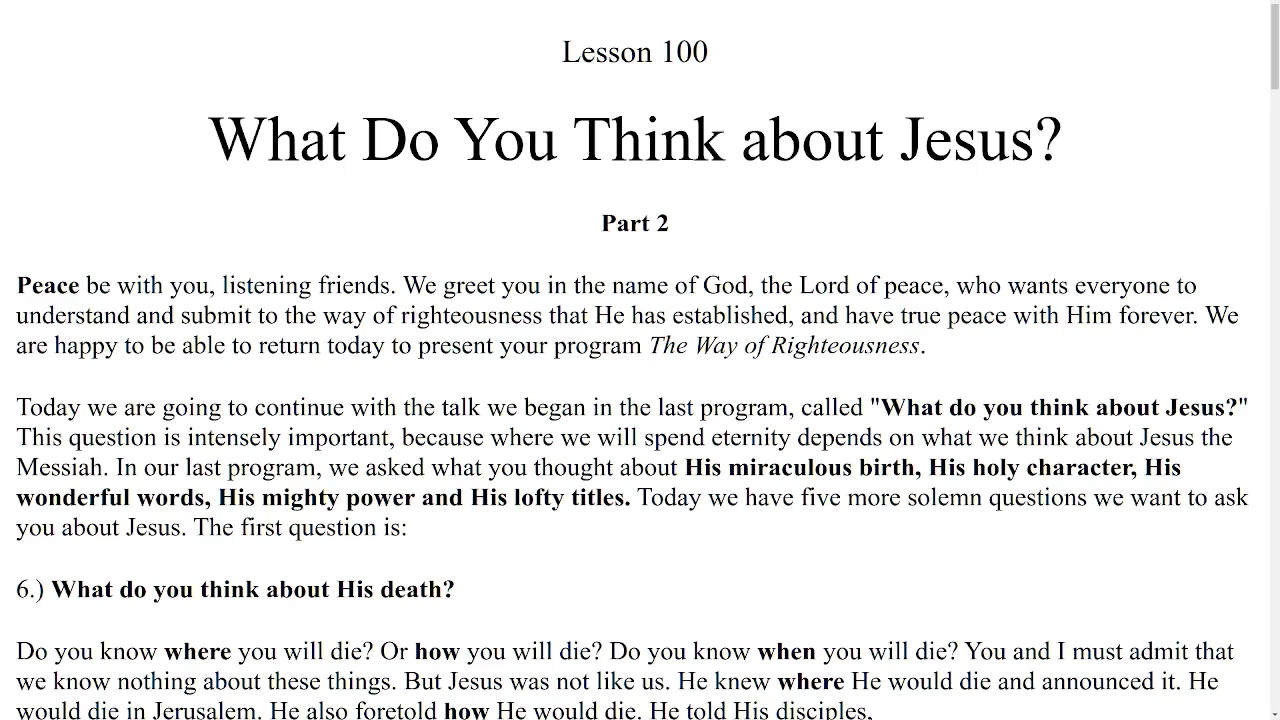 Lesson 100
What Do You Think about Jesus?
Part 2
Peace be with you, listening friends. We greet you in the name of God, the Lord of peace, who wants everyone to
understand and submit to the way of righteousness that He has established, and have true peace with Him forever. We
are happy to be able to return today to present your program The Way of Righteousness.
Today we are going to continue with the talk we began in the last program, called "What do you think about Jesus?"
This question is intensely important, because where we will spend eternity depends on what we think about Jesus the
Messiah. In our last program, we asked what you thought about His miraculous birth, His holy character, His
wonderful words, His mighty power and His lofty titles. Today we have five more solemn questions we want to ask
you about Jesus. The first question is:
6.) What do you think about His death?
Do you know where you will die? Or how you will die? Do you know when you will die? You and I must admit that
we know nothing about these things. But Jesus was not like us. He knew where He would die and announced it. He
would die in Jerusalem. He also foretold how He would die. He told His disciples,